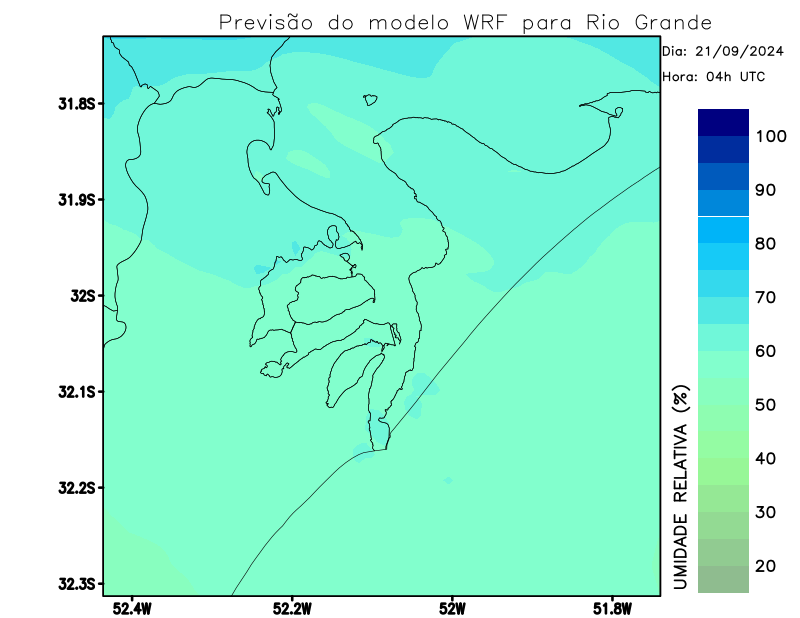 Previsão do modelo WRF para Rio Grande
Dia: 21/09/2024
Hora: 04h UTC
31.8S
31.9S
32S
32.1S
32.2S
32.3S
52.4W
52.2W
52W
51.8W
100
90
80
70
60
50
40
30
20
UMIDADE RELATIVA (%)